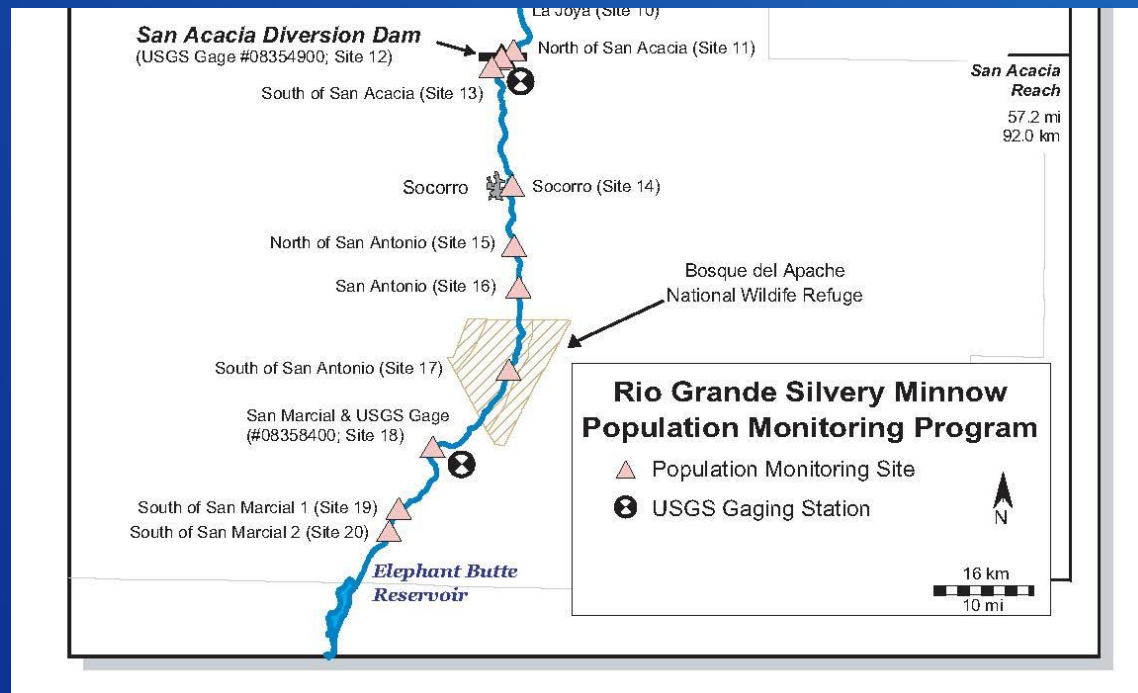 La Joya (Site 10)
San Acacia Diversion Dam
(USGS Gage #08354900; Site 12)
North of San Acacia (Site 11)
San Acacia
Reach
57.2 mi
92.0 km
South of San Acacia (Site 13)
Socorro
Socorro (Site 14)
North of San Antonio (Site 15)
San Antonio (Site 16)
Bosque del Apache
National Wildlife Refuge
South of San Antonio (Site 17)
San Marcial & USGS Gage
(#08358400; Site 18)
South of San Marcial 1 (Site 19)
South of San Marcial 2 (Site 20)
Elephant Butte
Reservoir
Rio Grande Silvery Minnow
Population Monitoring Program
Population Monitoring Site
USGS Gaging Station
N
16 km
10 mi